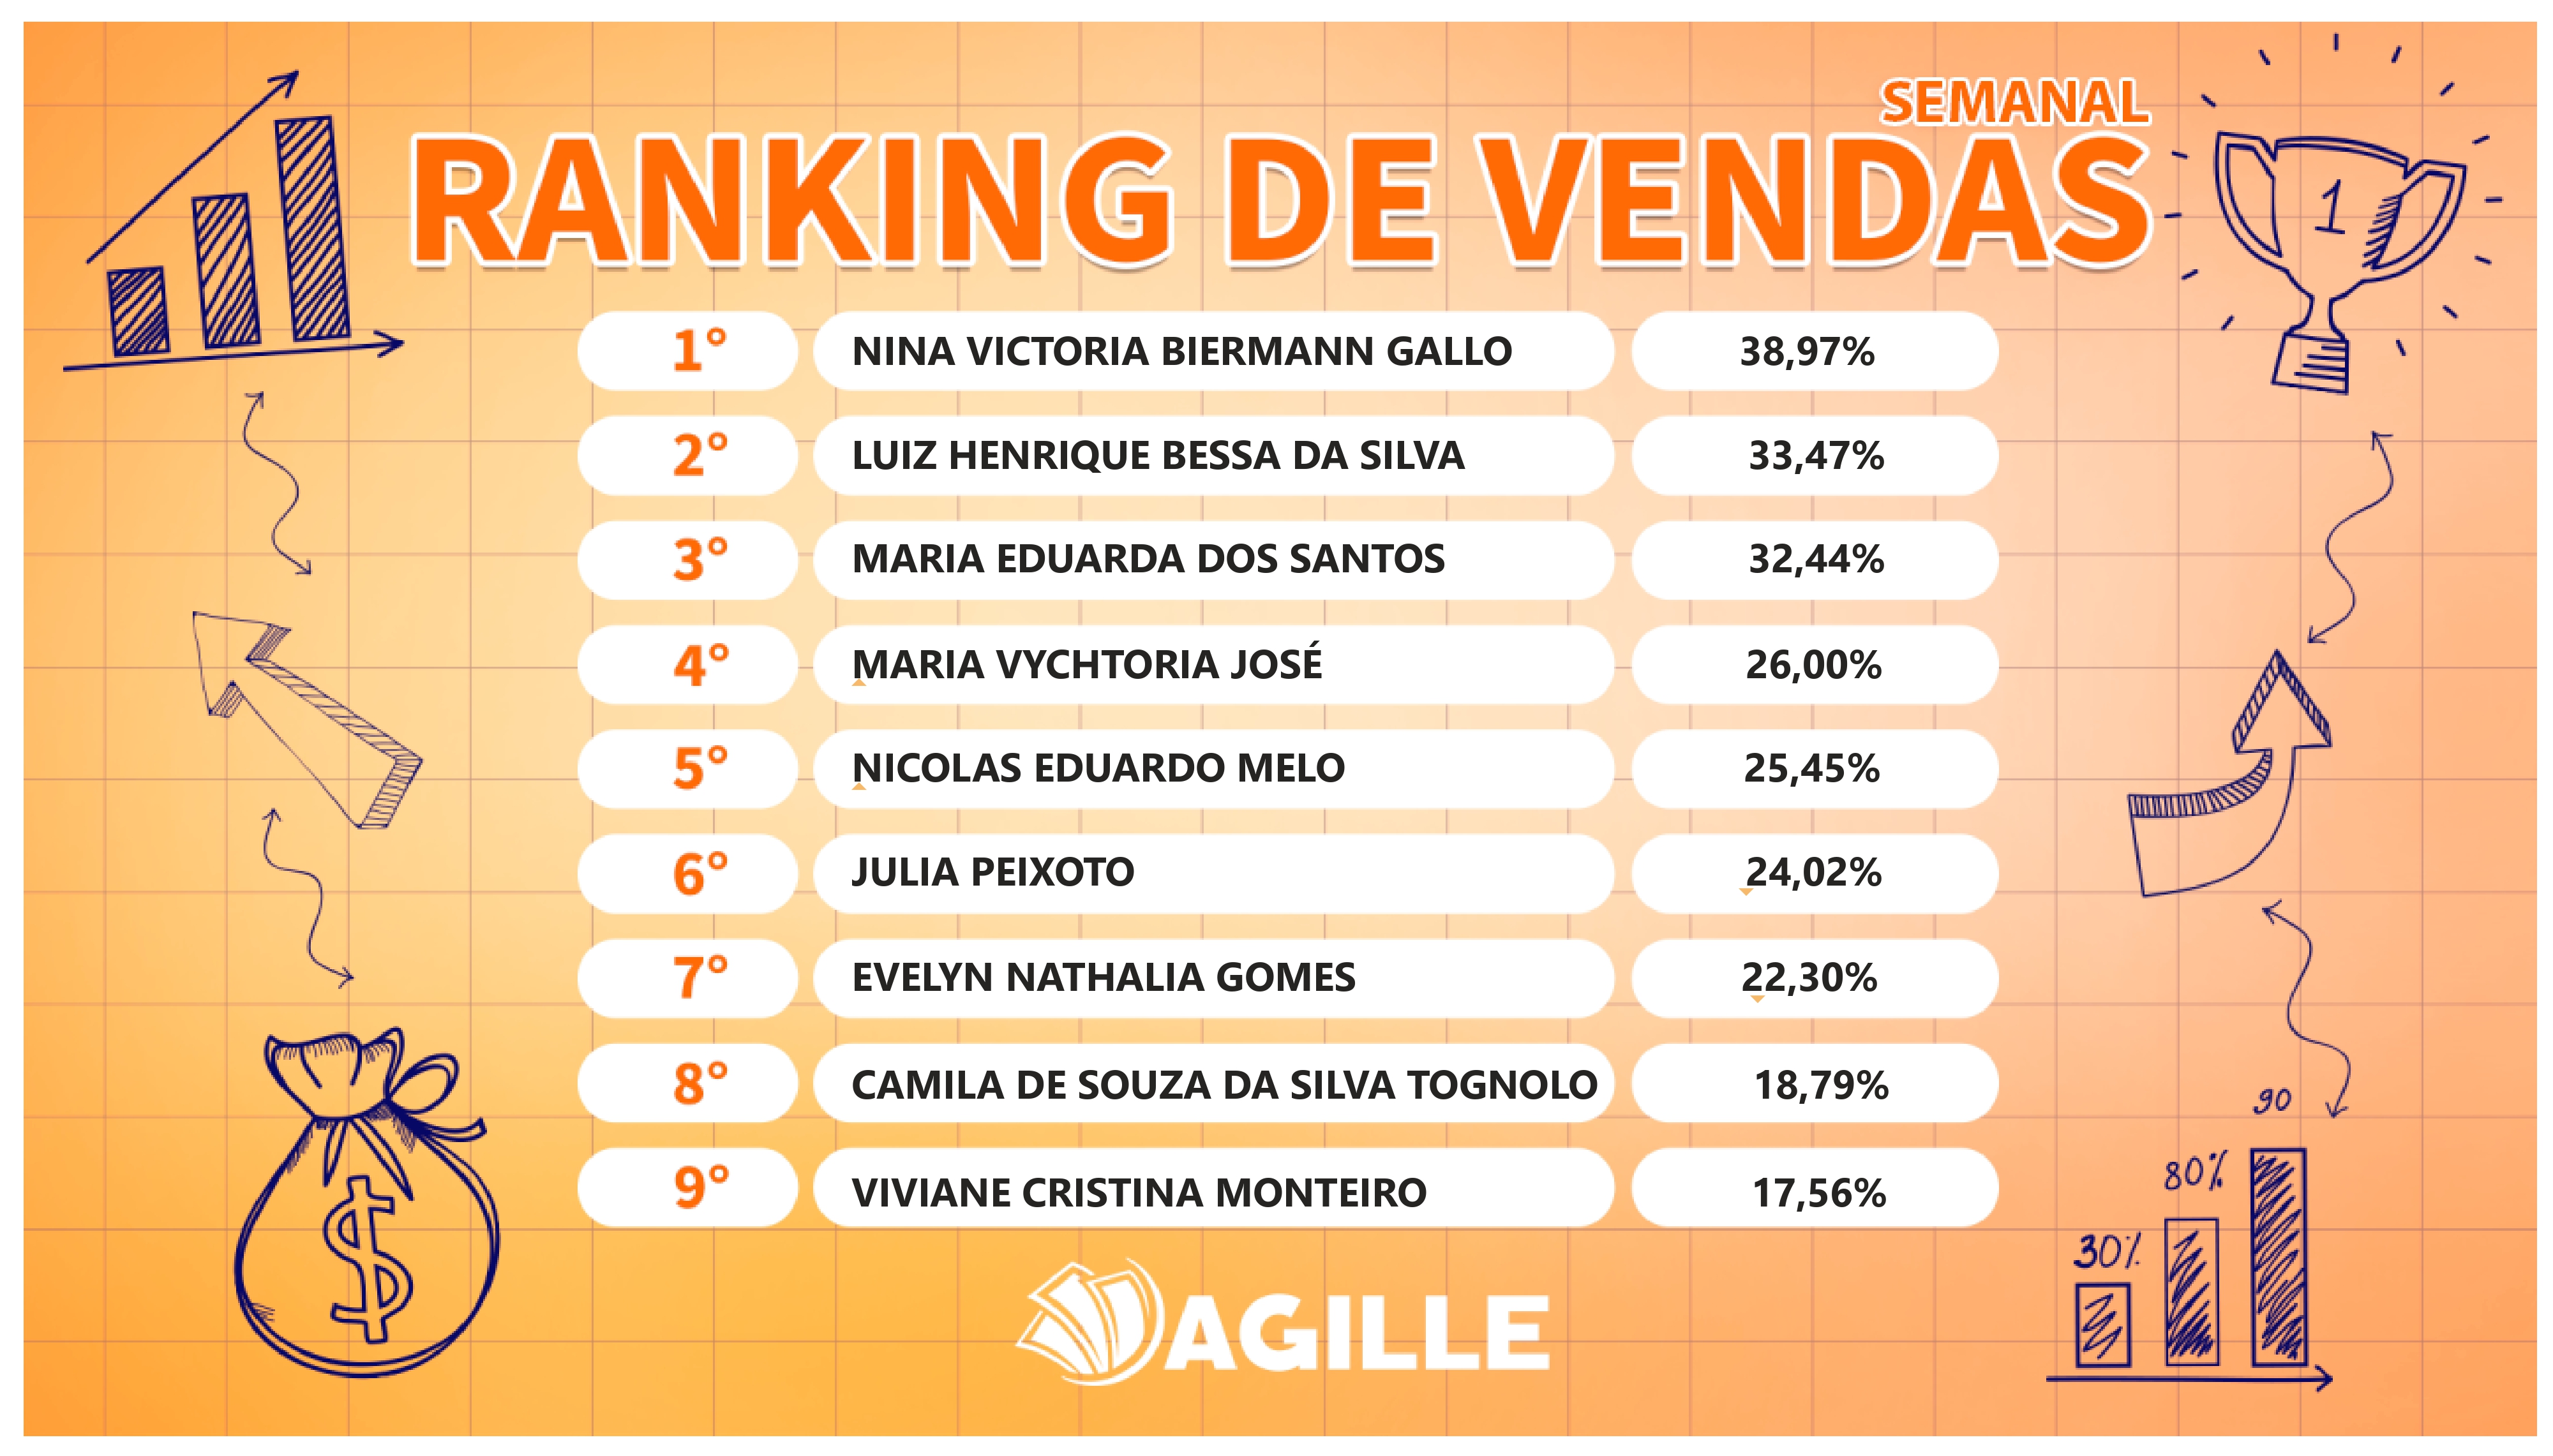 SEMANAL
RANKING DE VENDAS
1
1° NINA VICTORIA BIERMANN GALLO 38,97%
2° LUIZ HENRIQUE BESSA DA SILVA 33,47%
3° MARIA EDUARDA DOS SANTOS 32,44%
4° MARIA VYCHTORIA JOSÉ 26,00%
5° NICOLAS EDUARDO MELO 25,45%
6° JULIA PEIXOTO 24,02%
7° EVELYN NATHALIA GOMES 22,30%
8° CAMILA DE SOUZA DA SILVA TOGNOLO 18,79%
9° VIVIANE CRISTINA MONTEIRO 17,56%
$
90
80%
30%
AGILLE